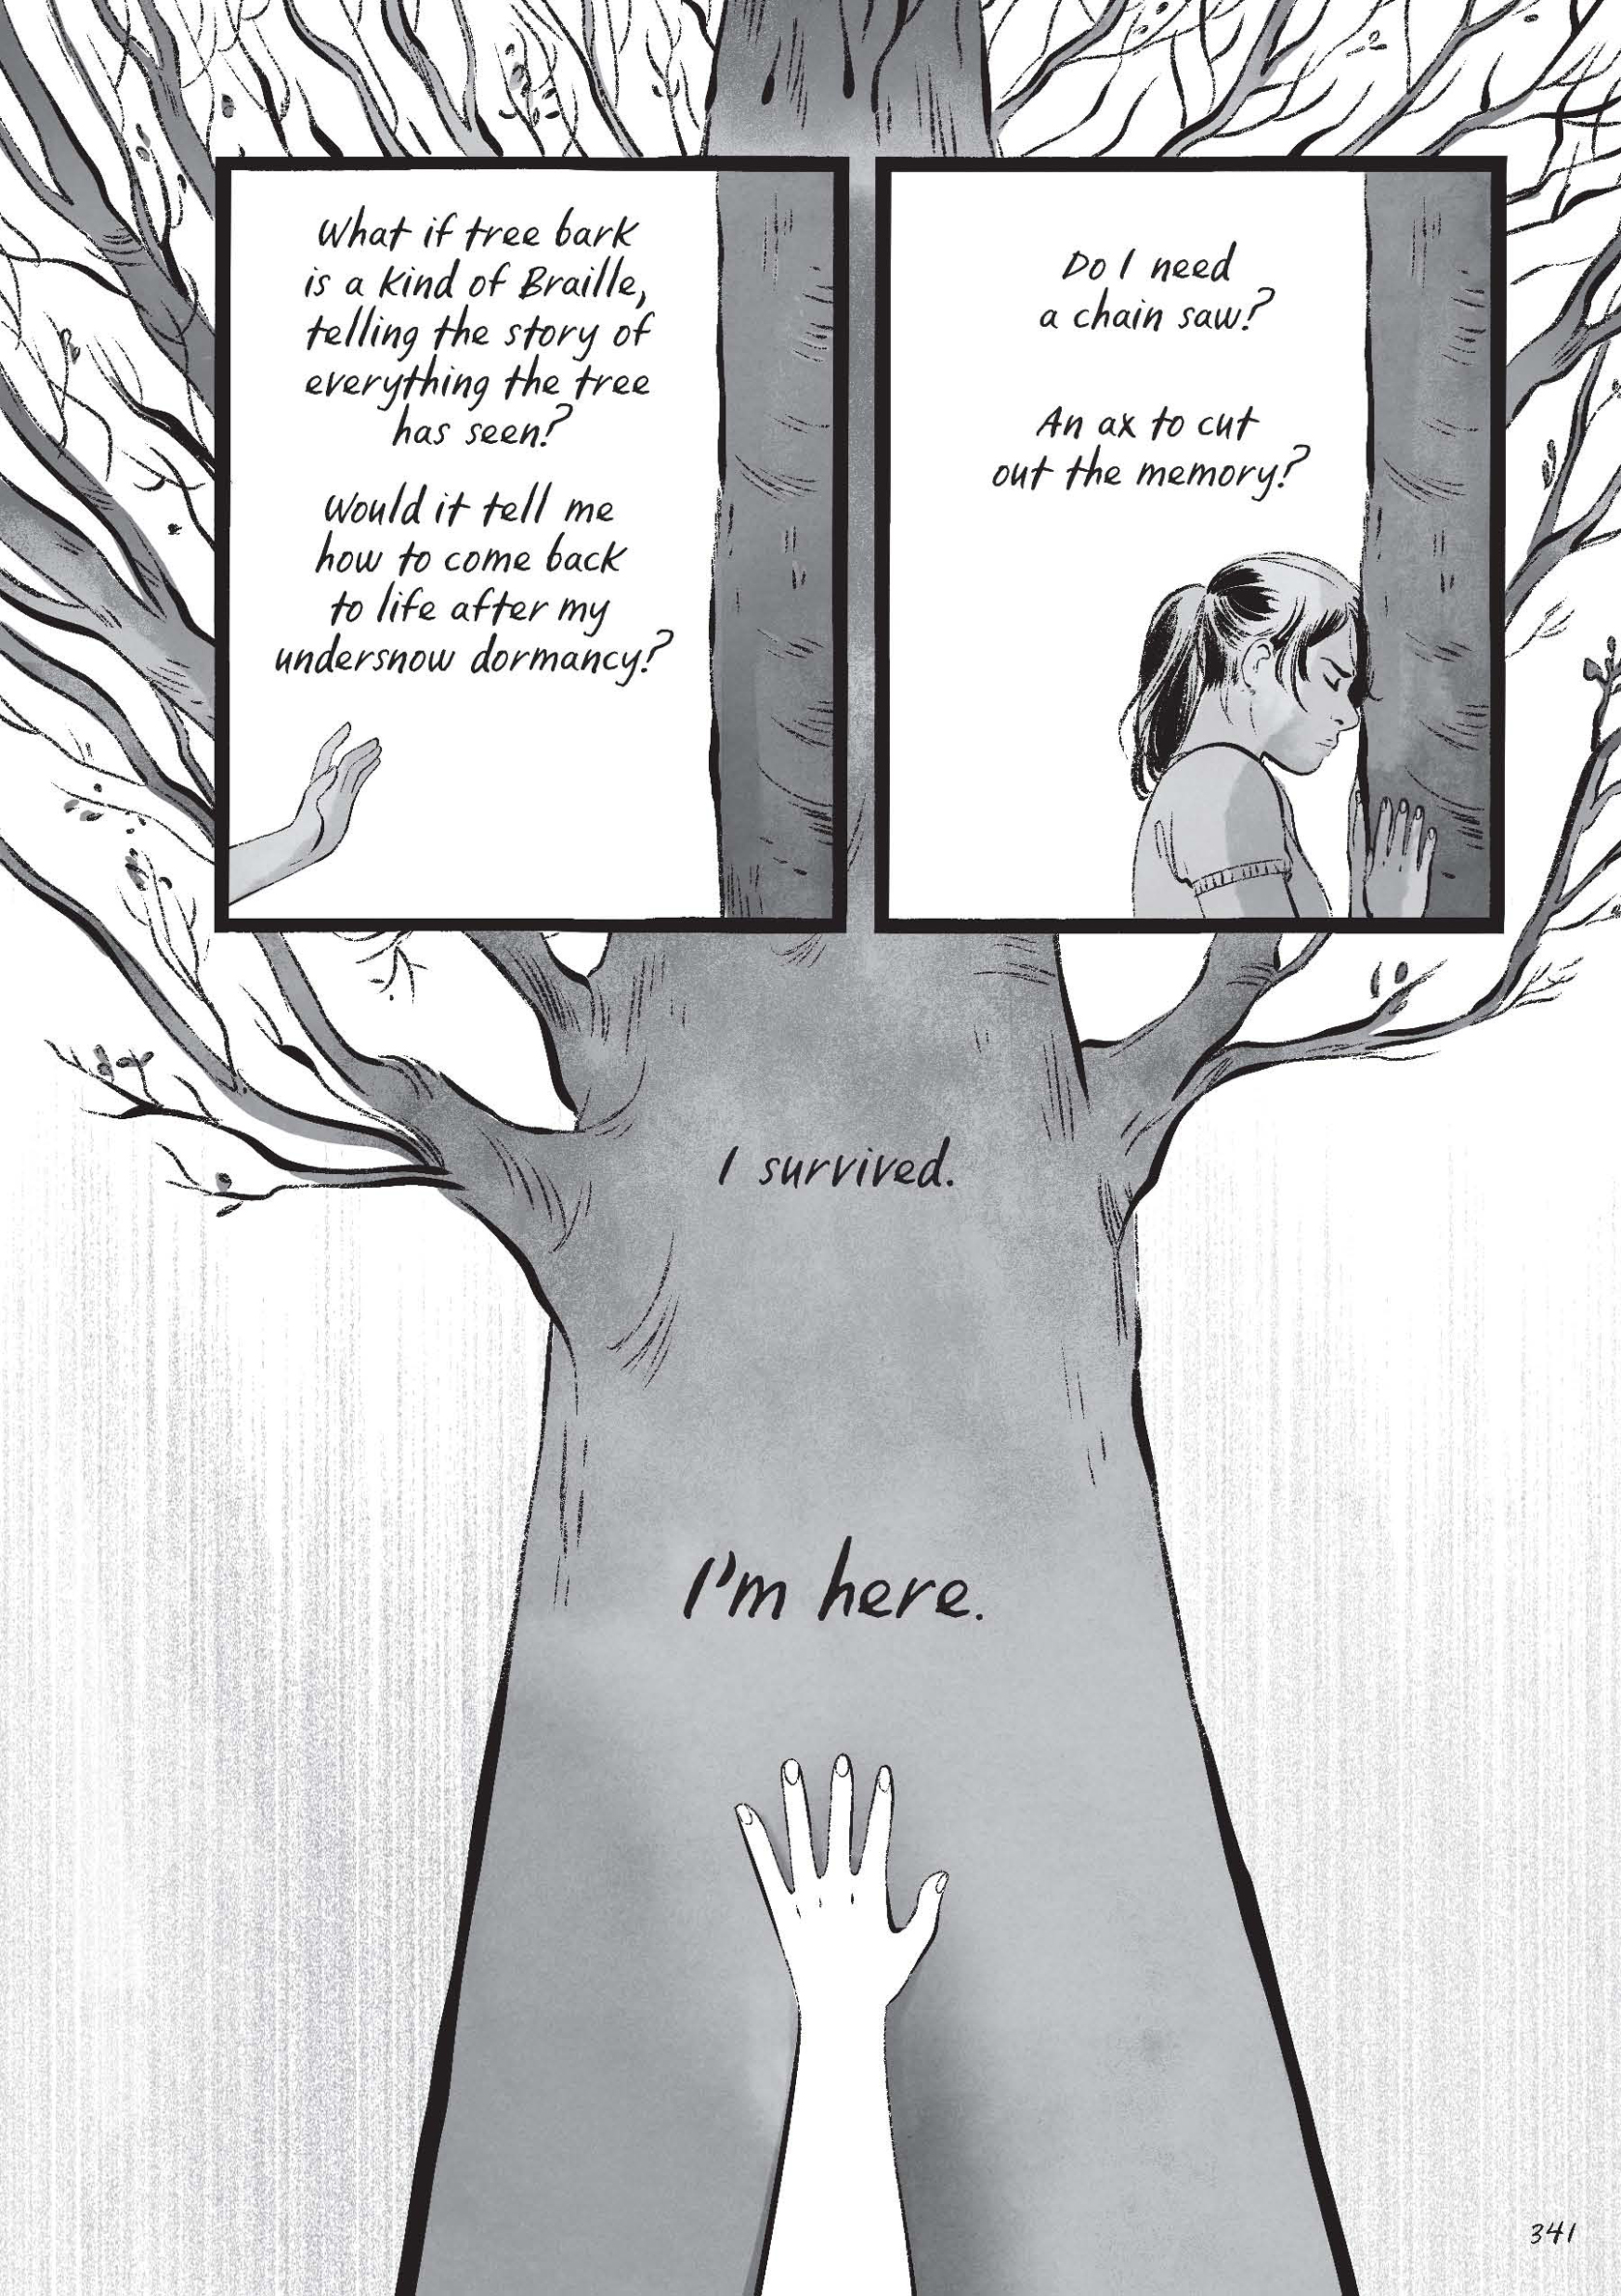 What if tree bark
is a kind of Braille,
telling the story of
everything the tree
has seen?
Would it tell me
how to come back
to life after my
undersnow dormancy?
Do I need
a chain saw?
An ax to cut
out the memory?
I survived.
I'm here.
341